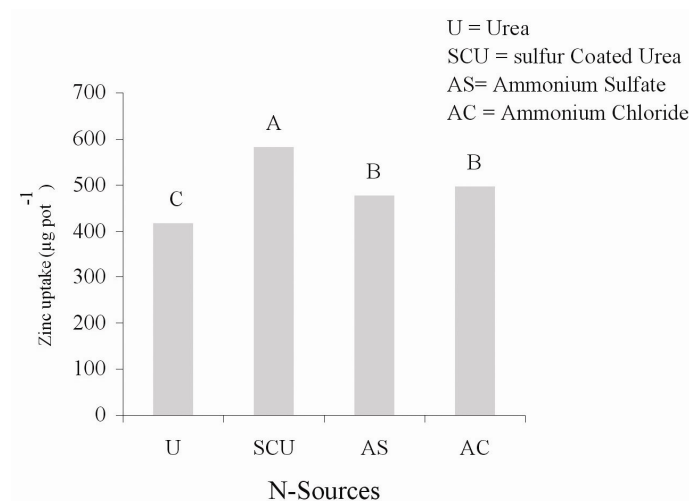 U = Urea
SCU = sulfur Coated Urea
AS= Ammonium Sulfate
AC = Ammonium Chloride
700
600
500
400
300
200
100
0
Zinc uptake (µg pot-1)
C
A
B
B
U
SCU
AS
AC
N-Sources